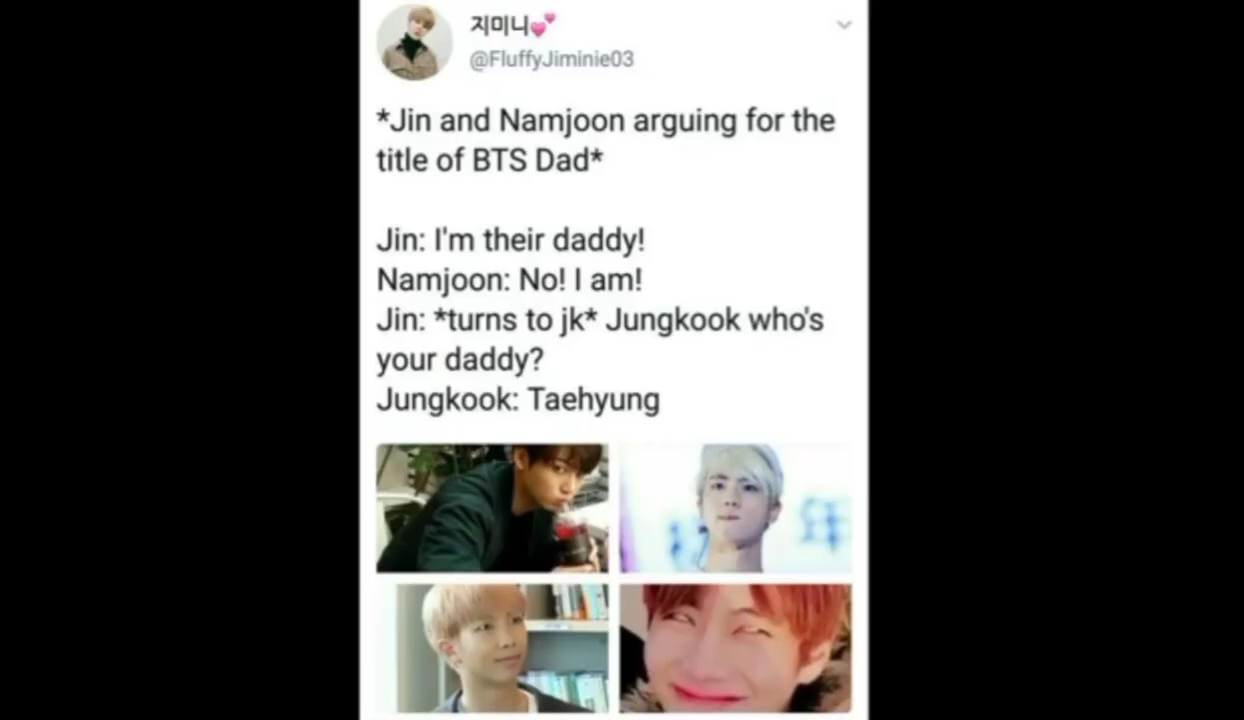 지미니💕
@FluffyJiminie03
*Jin and Namjoon arguing for the
title of BTS Dad*
Jin: I'm their daddy!
Namjoon: No! I am!
Jin: *turns to jk* Jungkook who's
your daddy?
Jungkook: Taehyung
年